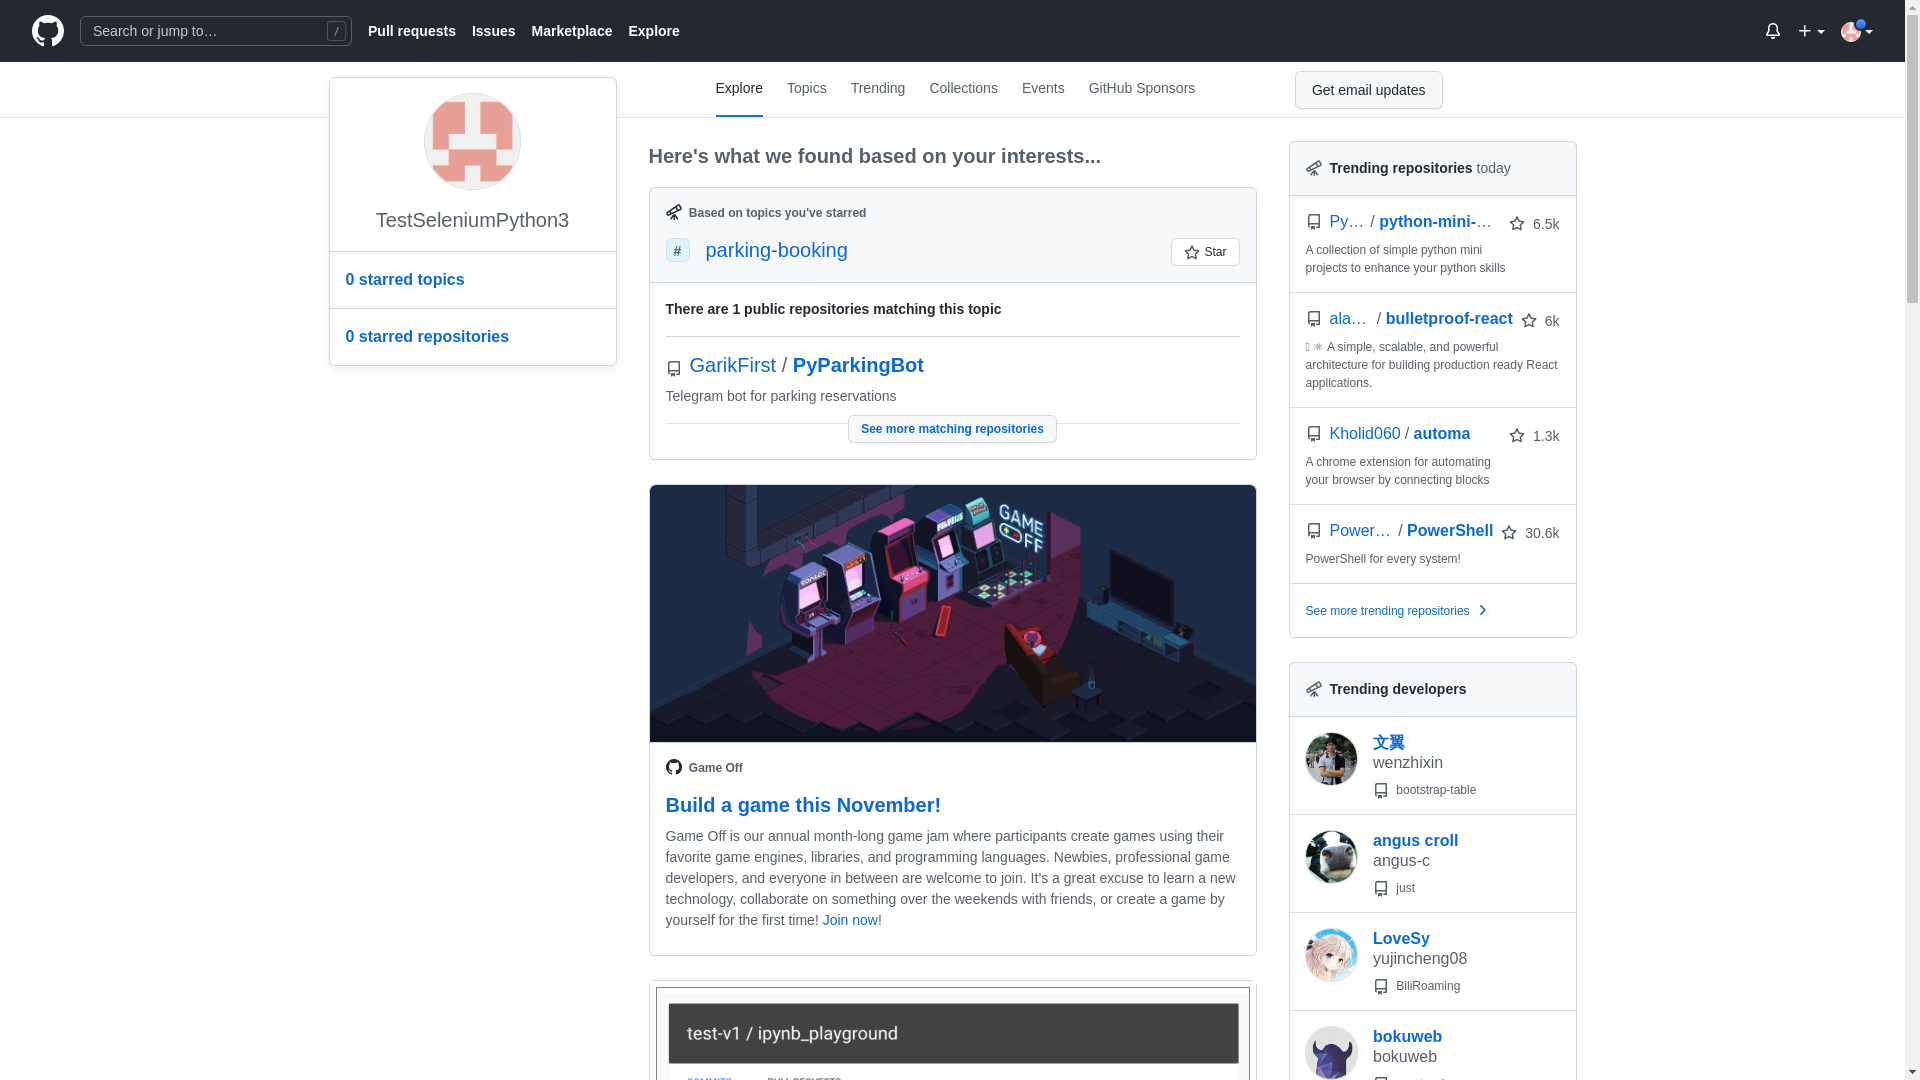 Search or jump to…
/
Pull requests
Issues
Marketplace
Explore
Explore
Topics
Trending
Collections
Events
GitHub Sponsors
Get email updates
TestSeleniumPython3
0 starred topics
0 starred repositories
Here's what we found based on your interests...
Based on topics you've starred
# parking-booking
Star
There are 1 public repositories matching this topic
GarikFirst / PyParkingBot
Telegram bot for parking reservations
See more matching repositories
GAME
OFF
Game Off
Build a game this November!
Game Off is our annual month-long game jam where participants create games using their
favorite game engines, libraries, and programming languages. Newbies, professional game
developers, and everyone in between are welcome to join. It's a great excuse to learn a new
technology, collaborate on something over the weekends with friends, or create a game by
yourself for the first time! Join now!
test-v1 / ipynb_playground
COMMITS
PULL REQUESTS
Trending repositories today
Py… / python-mini-…
6.5k
A collection of simple python mini
projects to enhance your python skills
ala… / bulletproof-react
6k
⚛️ A simple, scalable, and powerful
architecture for building production ready React
applications.
Kholid060 / automa
1.3k
A chrome extension for automating
your browser by connecting blocks
Power… / PowerShell
30.6k
PowerShell for every system!
See more trending repositories
Trending developers
文翼
wenzhixin
bootstrap-table
angus croll
angus-c
just
LoveSy
yujincheng08
BiliRoaming
bokuweb
bokuweb